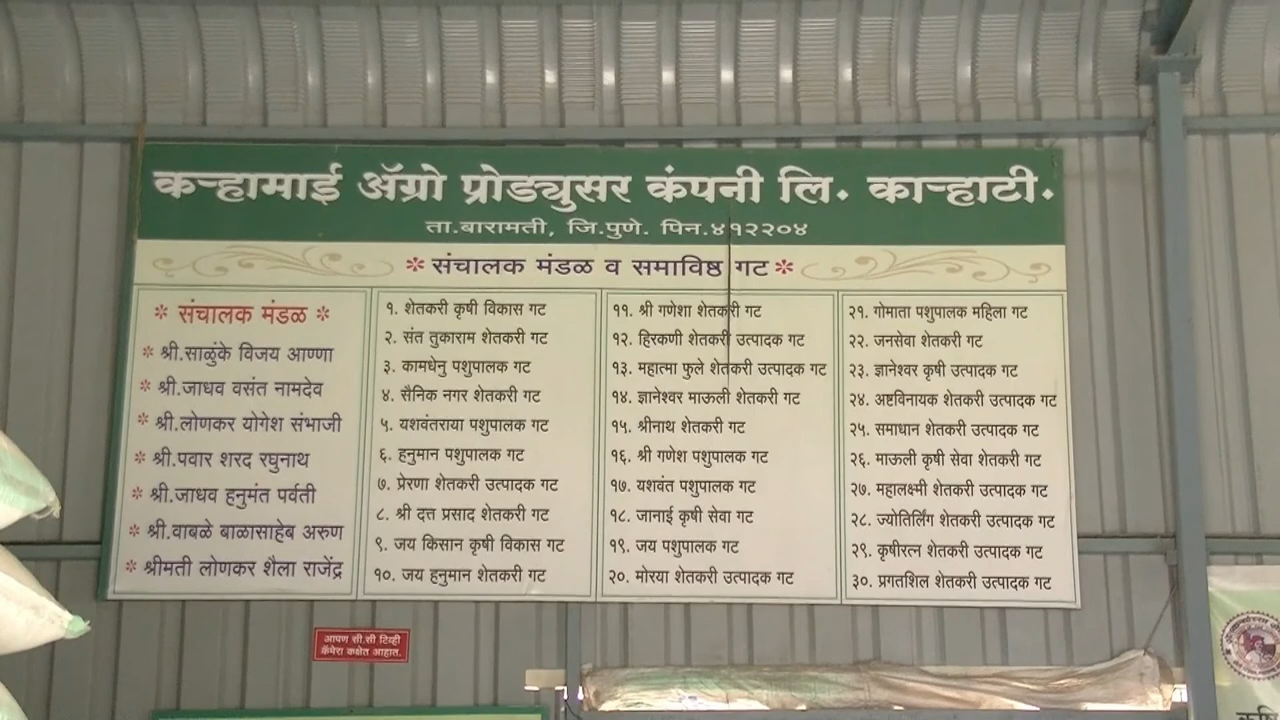 कऱ्हामाई ॲग्रो प्रोड्युसर कंपनी लि. काऱ्हाटी.
ता.बारामती, जि.पुणे. पिन.४१२२०४
* संचालक मंडळ व समाविष्ठ गट *
* संचालक मंडळ *
* श्री.साळुंके विजय आण्णा
* श्री.जाधव वसंत नामदेव
* श्री.लोणकर योगेश संभाजी
* श्री.पवार शरद रघुनाथ
* श्री.जाधव हनुमंत पर्वती
* श्री.वाबळे बाळासाहेब अरुण
* श्रीमती लोणकर शैला राजेंद्र
१. शेतकरी कृषी विकास गट
२. संत तुकाराम शेतकरी गट
३. कामधेनु पशुपालक गट
४. सैनिक नगर शेतकरी गट
५. यशवंतराया पशुपालक गट
६. हनुमान पशुपालक गट
७. प्रेरणा शेतकरी उत्पादक गट
८. श्री दत्त प्रसाद शेतकरी गट
९. जय किसान कृषी विकास गट
१०. जय हनुमान शेतकरी गट
११. श्री गणेशा शेतकरी गट
१२. हिरकणी शेतकरी उत्पादक गट
१३. महात्मा फुले शेतकरी उत्पादक गट
१४. ज्ञानेश्वर माऊली शेतकरी गट
१५. श्रीनाथ शेतकरी गट
१६. श्री गणेश पशुपालक गट
१७. यशवंत पशुपालक गट
१८. जानाई कृषी सेवा गट
१९. जय पशुपालक गट
२०. मोरया शेतकरी उत्पादक गट
२१. गोमाता पशुपालक महिला गट
२२. जनसेवा शेतकरी गट
२३. ज्ञानेश्वर कृषी उत्पादक गट
२४. अष्टविनायक शेतकरी उत्पादक गट
२५. समाधान शेतकरी उत्पादक गट
२६. माऊली कृषी सेवा शेतकरी गट
२७. महालक्ष्मी शेतकरी उत्पादक गट
२८. ज्योतिर्लिंग शेतकरी उत्पादक गट
२९. कृषीरत्न शेतकरी उत्पादक गट
३०. प्रगतशिल शेतकरी उत्पादक गट
आपण सी.सी टिव्ही
कॅमेरा कक्षेत आहात.